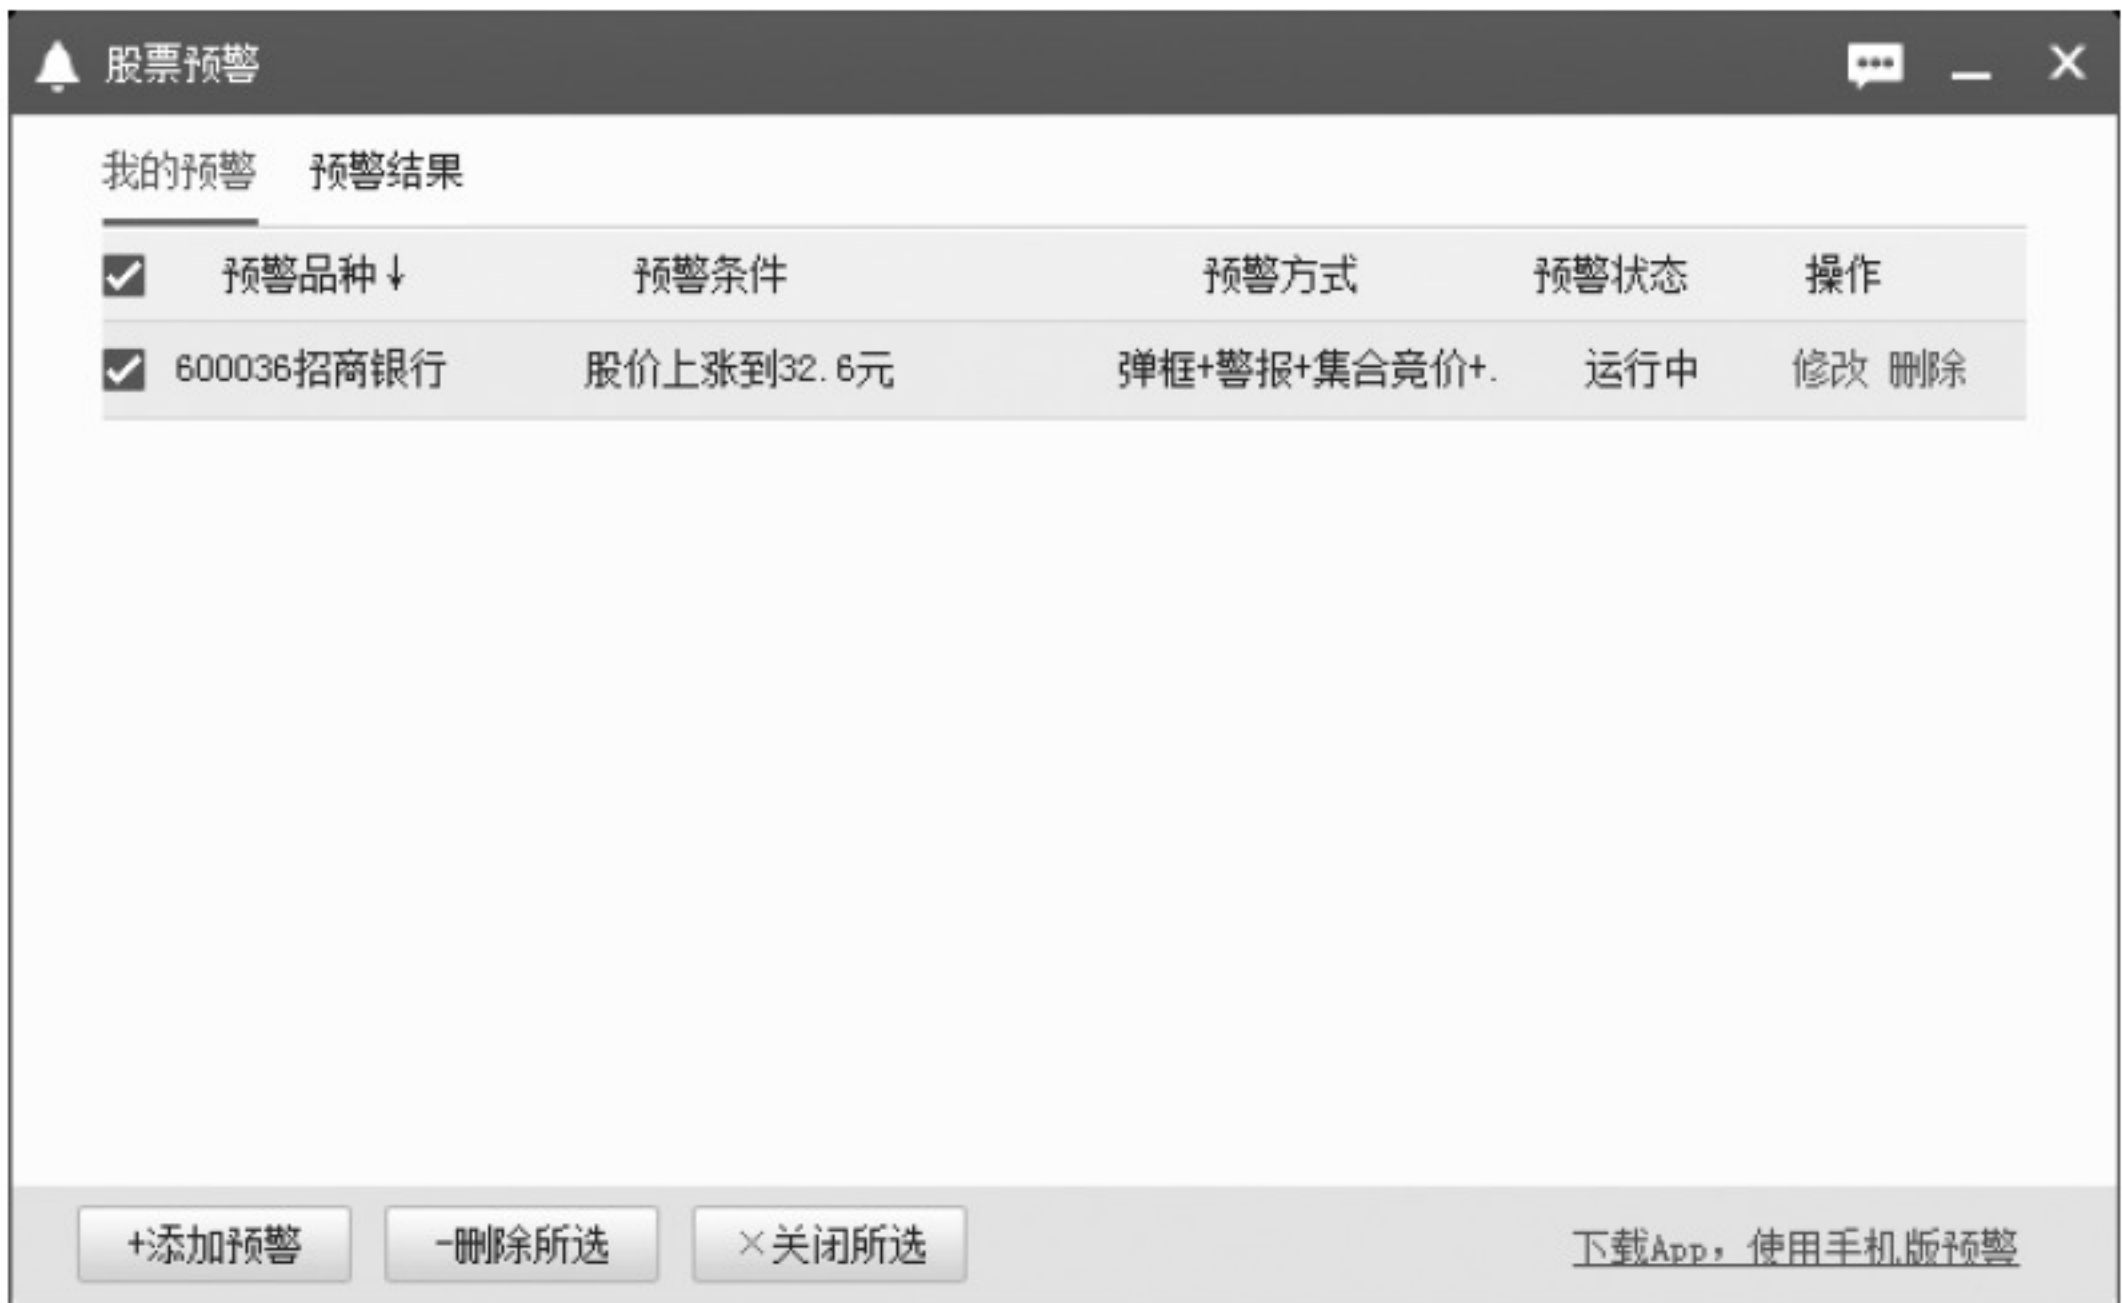 股票预警
我的预警 预警结果
预警品种↓ 预警条件 预警方式 预警状态 操作
600036招商银行 股价上涨到32.6元 弹框+警报+集合竞价+. 运行中 修改 删除
+添加预警 -删除所选 ×关闭所选 下载App，使用手机版预警